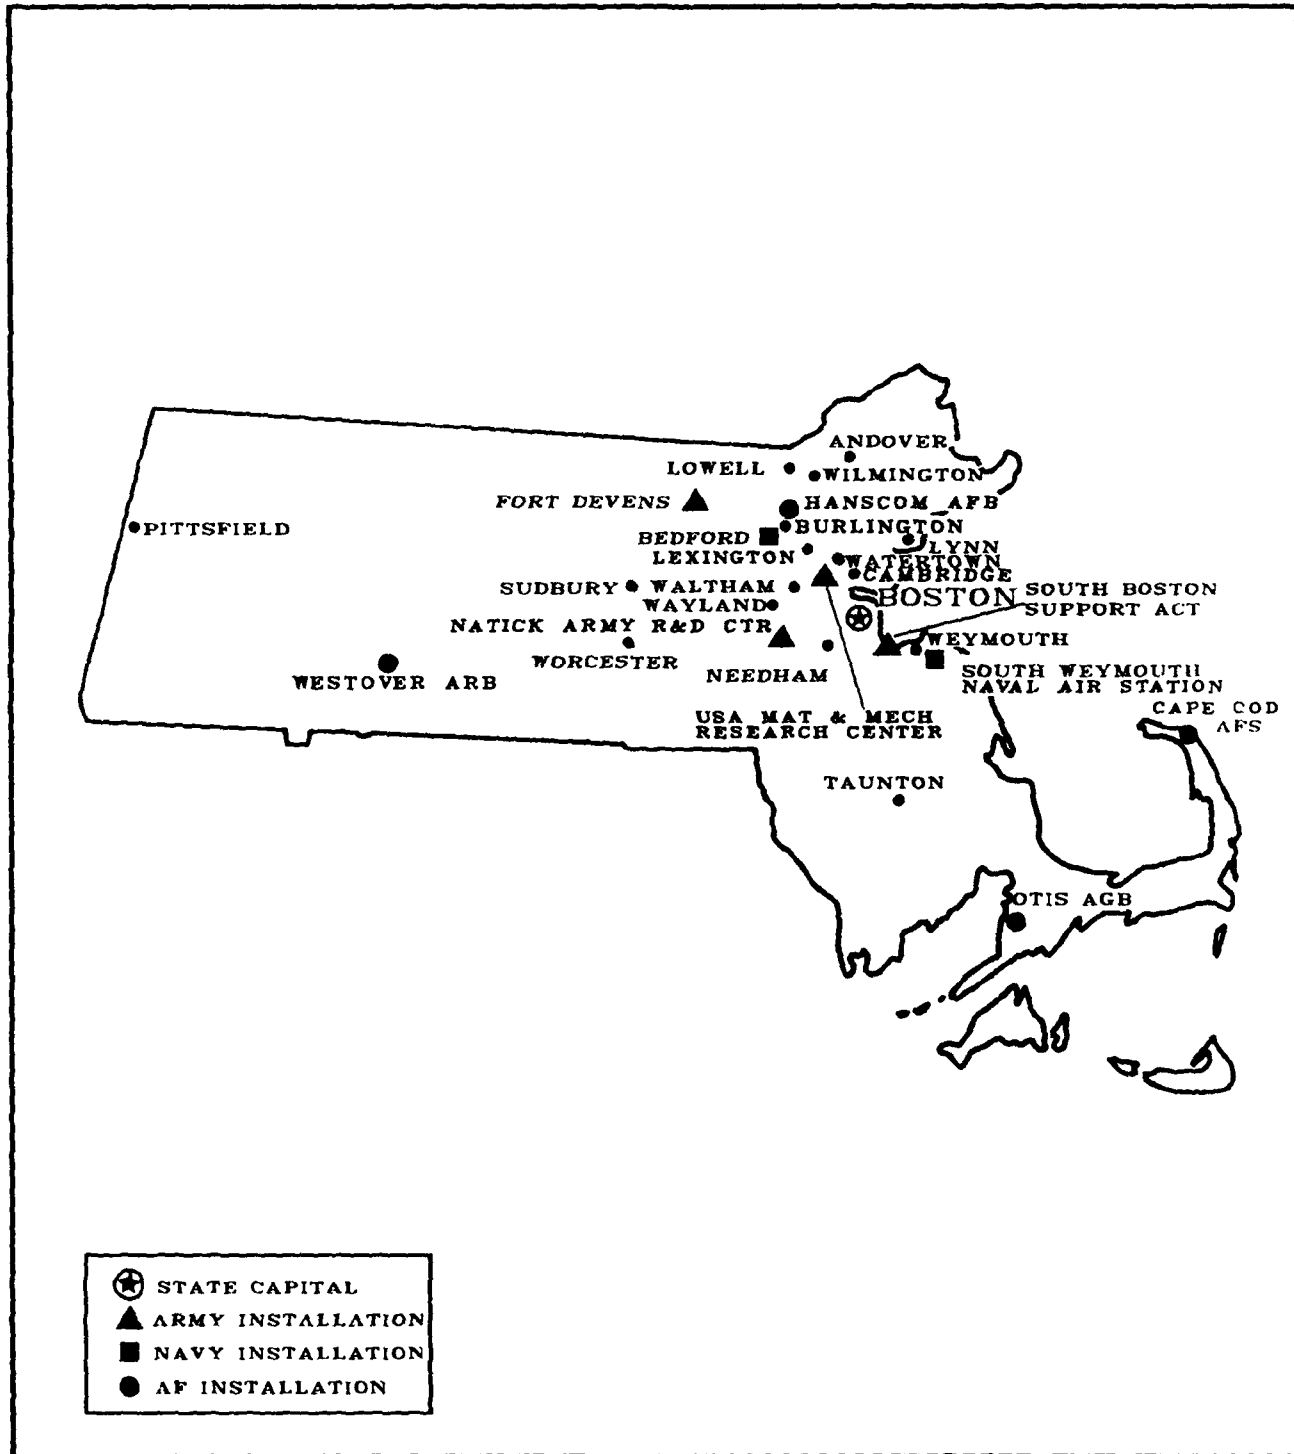 ANDOVER
LOWELL
WILMINGTON
FORT DEVENS
HANSCOM AFB
PITTSFIELD
BURLINGTON
BEDFORD
LYNN
LEXINGTON
WATERTOWN
CAMBRIDGE
SUDBURY
WALTHAM
BOSTON
SOUTH BOSTON
SUPPORT ACT
WAYLAND
NATICK ARMY R&D CTR
WEYMOUTH
WORCESTER
NEEDHAM
WESTOVER ARB
SOUTH WEYMOUTH
NAVAL AIR STATION
CAPE COD
AFS
USA MAT & MECH
RESEARCH CENTER
TAUNTON
OTIS AGB
STATE CAPITAL
ARMY INSTALLATION
NAVY INSTALLATION
AF INSTALLATION